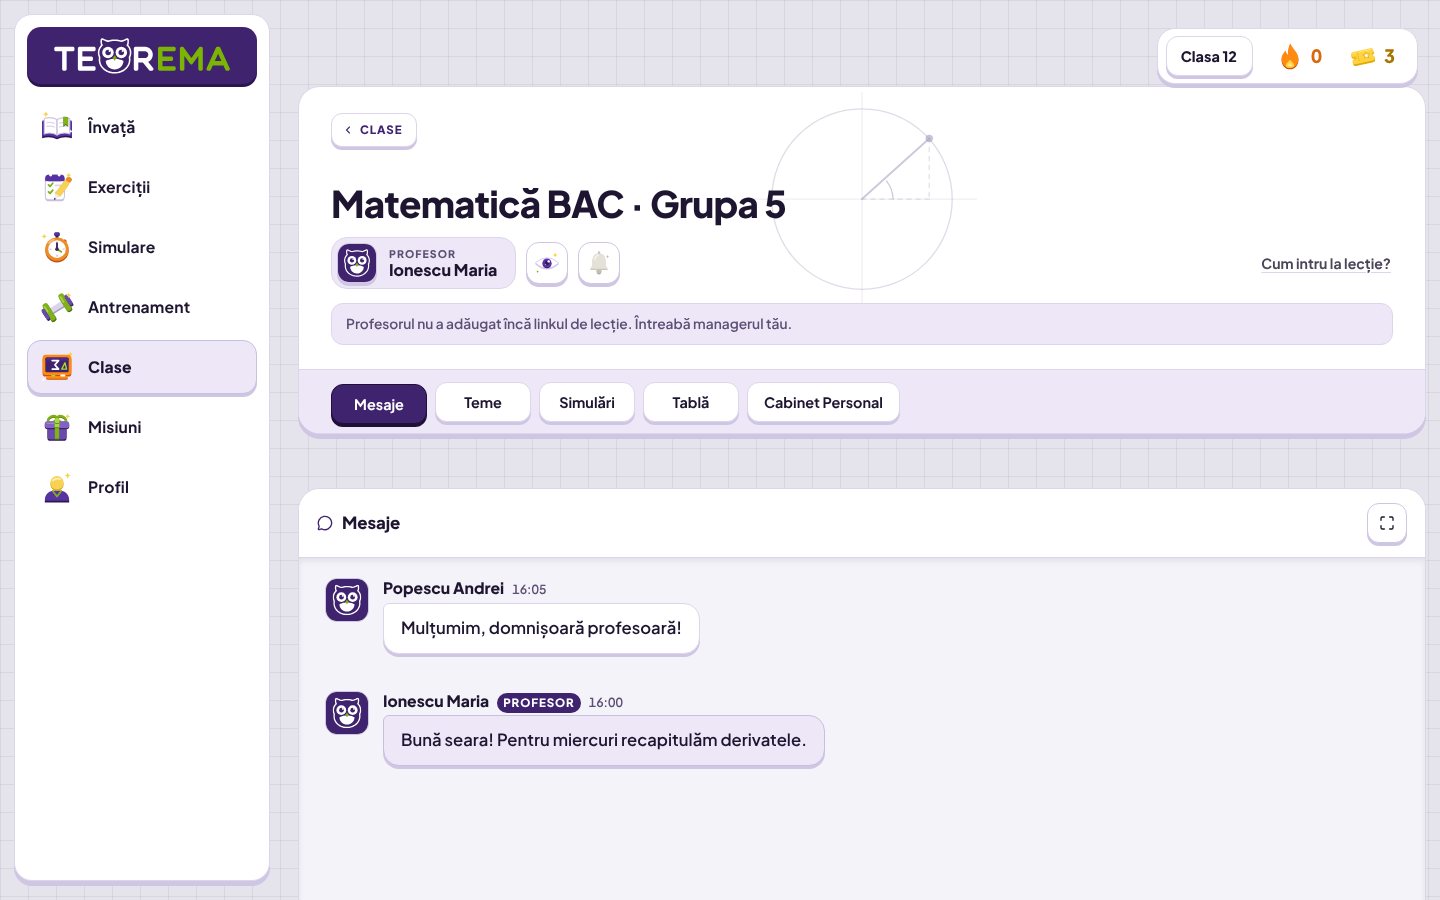 TEOREMA
Învață
Exerciții
Simulare
Antrenament
Clase
Misiuni
Profil
Clasa 12
0
3
CLASE
Matematică BAC · Grupa 5
PROFESOR
Ionescu Maria
Cum intru la lecție?
Profesorul nu a adăugat încă linkul de lecție. Întreabă managerul tău.
Mesaje
Teme
Simulări
Tablă
Cabinet Personal
Mesaje
Popescu Andrei 16:05
Mulțumim, domnișoară profesoară!
Ionescu Maria PROFESOR 16:00
Bună seara! Pentru miercuri recapitulăm derivatele.